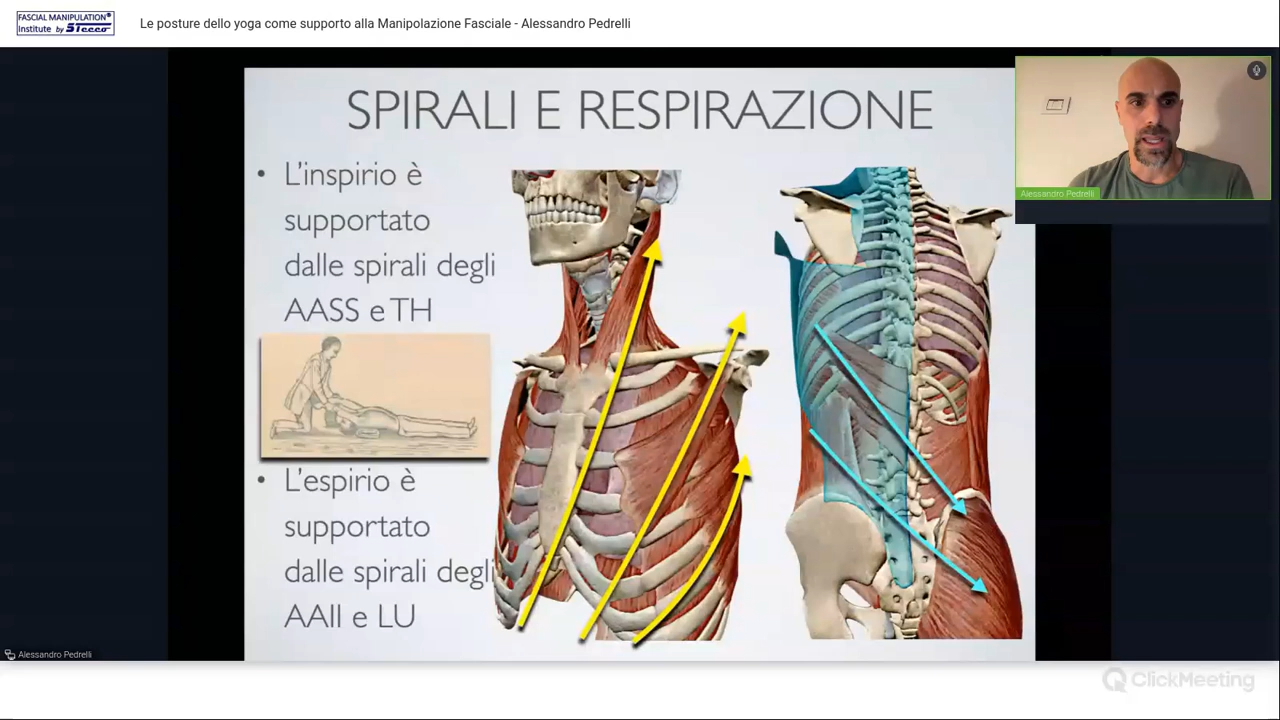 FASCIAL MANIPULATION®
Institute by Stecco
Le posture dello yoga come supporto alla Manipolazione Fasciale - Alessandro Pedrelli
SPIRALI E RESPIRAZIONE
• L'inspirio è
supportato
dalle spirali degli
AASS e TH
• L'espirio è
supportato
dalle spirali degli
AAII e LU
Alessandro Pedrelli
Alessandro Pedrelli
ClickMeeting